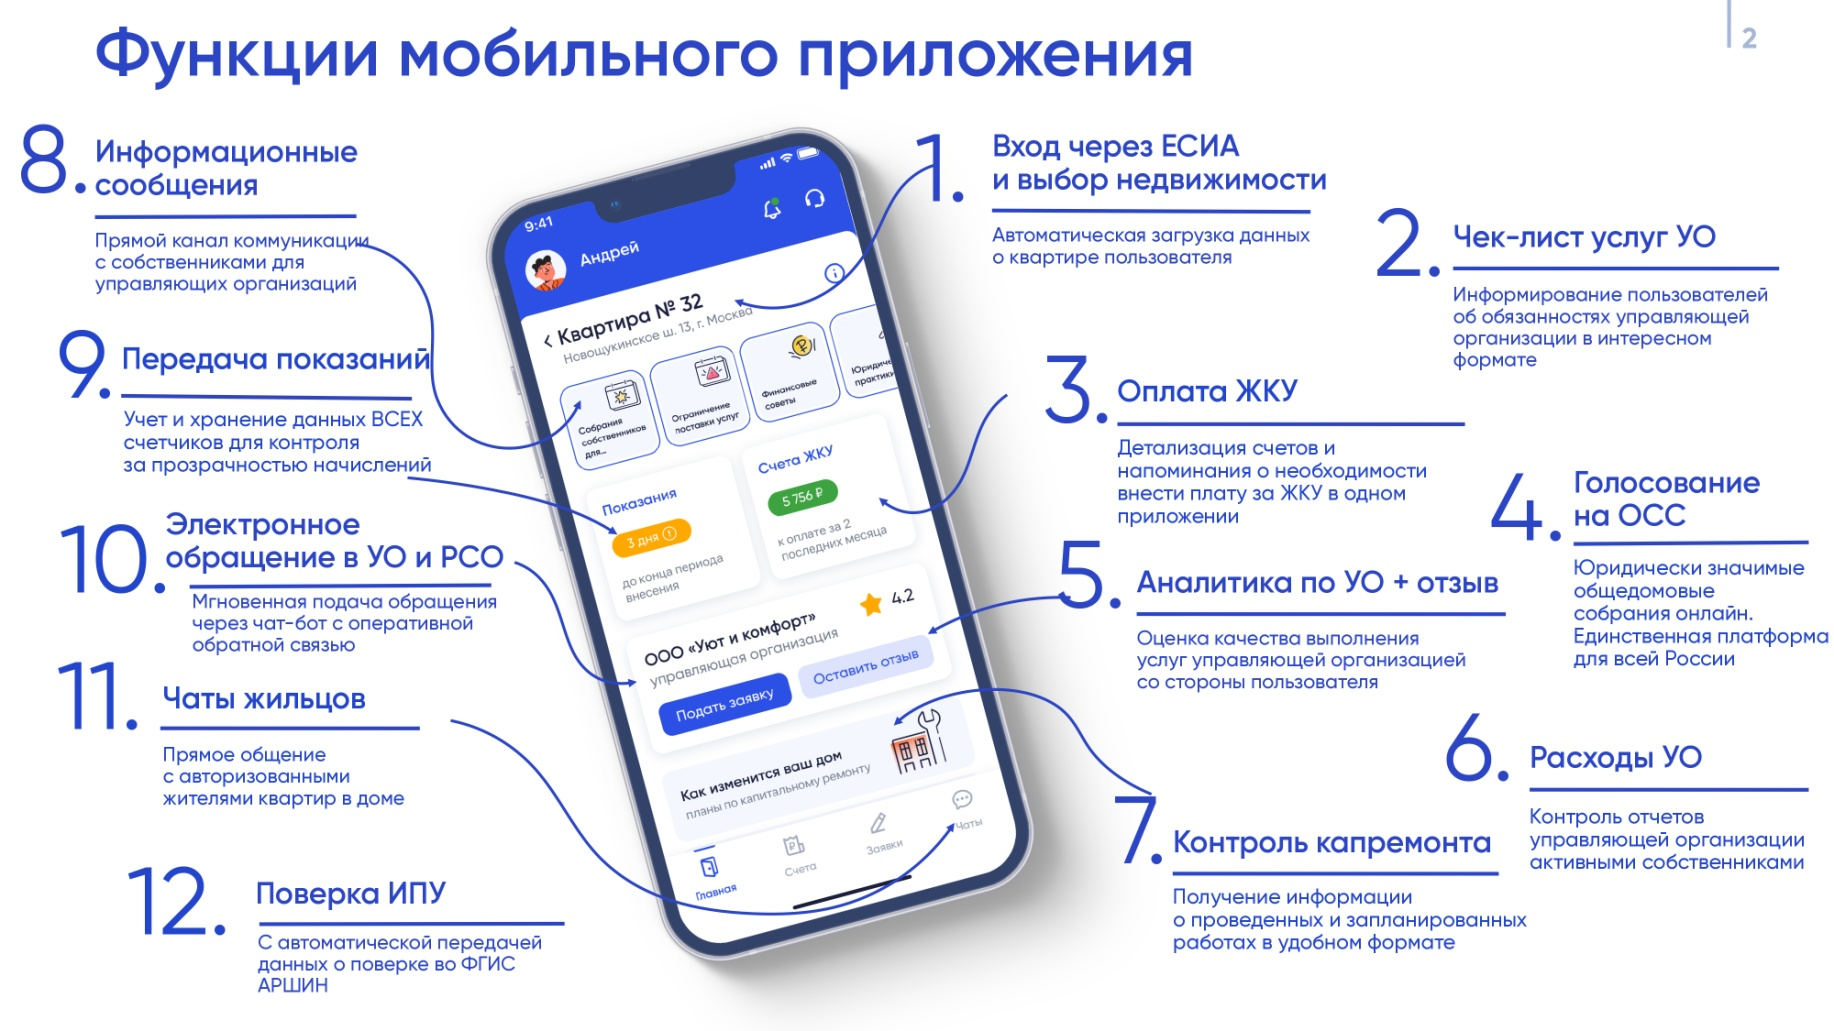 Функции мобильного приложения
2
8.
Информационные
сообщения
Прямой канал коммуникации
с собственниками для
управляющих организаций
9.
Передача показаний
Учет и хранение данных ВСЕХ
счетчиков для контроля
за прозрачностью начислений
10.
Электронное
обращение в УО и РСО
Мгновенная подача обращения
через чат-бот с оперативной
обратной связью
11.
Чаты жильцов
Прямое общение
с авторизованными
жителями квартир в доме
12.
Поверка ИПУ
С автоматической передачей
данных о поверке во ФГИС
АРШИН
9:41
Андрей
Квартира № 32
Новощукинское ш. 13, г. Москва
Собрания
собственников
для...
Ограничение
поставки услуг
Финансовые
советы
Юридиче
практики
Показания
3 дня
до конца периода
внесения
Счета ЖКУ
5 756 ₽
к оплате за 2
последних месяца
ООО «Уют и комфорт»
управляющая организация
4.2
Подать заявку
Оставить отзыв
Как изменится ваш дом
планы по капитальному ремонту
Главная
Счета
Заявки
Чаты
1.
Вход через ЕСИА
и выбор недвижимости
Автоматическая загрузка данных
о квартире пользователя
2.
Чек-лист услуг УО
Информирование пользователей
об обязанностях управляющей
организации в интересном
формате
3.
Оплата ЖКУ
Детализация счетов и
напоминания о необходимости
внести плату за ЖКУ в одном
приложении
4.
Голосование
на ОСС
Юридически значимые
общедомовые
собрания онлайн.
Единственная платформа
для всей России
5.
Аналитика по УО + отзыв
Оценка качества выполнения
услуг управляющей организацией
со стороны пользователя
6.
Расходы УО
Контроль отчетов
управляющей организации
активными собственниками
7.
Контроль капремонта
Получение информации
о проведенных и запланированных
работах в удобном формате